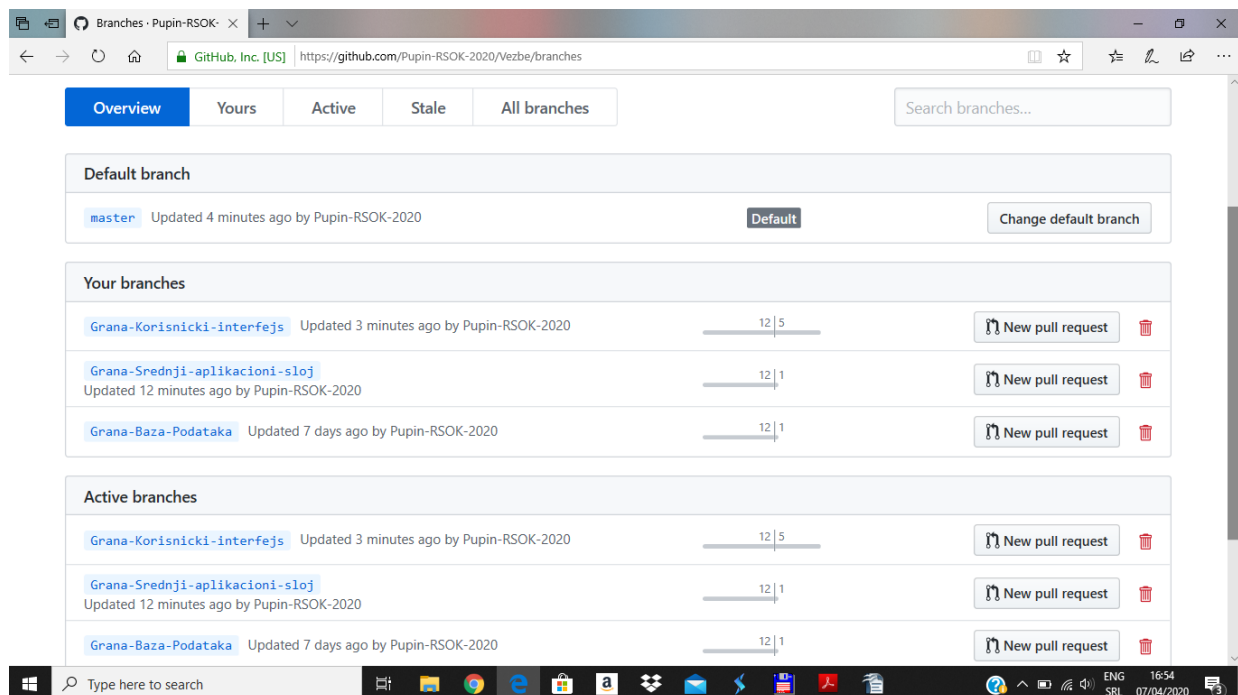 Branches · Pupin-RSOK-
GitHub, Inc. [US] https://github.com/Pupin-RSOK-2020/Vezbe/branches
Overview Yours Active Stale All branches Search branches...
Default branch
master Updated 4 minutes ago by Pupin-RSOK-2020 Default Change default branch
Your branches
Grana-Korisnicki-interfejs Updated 3 minutes ago by Pupin-RSOK-2020 12 5 New pull request
Grana-Srednji-aplikacioni-sloj
Updated 12 minutes ago by Pupin-RSOK-2020 12 1 New pull request
Grana-Baza-Podataka Updated 7 days ago by Pupin-RSOK-2020 12 1 New pull request
Active branches
Grana-Korisnicki-interfejs Updated 3 minutes ago by Pupin-RSOK-2020 12 5 New pull request
Grana-Srednji-aplikacioni-sloj
Updated 12 minutes ago by Pupin-RSOK-2020 12 1 New pull request
Grana-Baza-Podataka Updated 7 days ago by Pupin-RSOK-2020 12 1 New pull request
Type here to search
ENG 16:54
SRL 07/04/2020 3